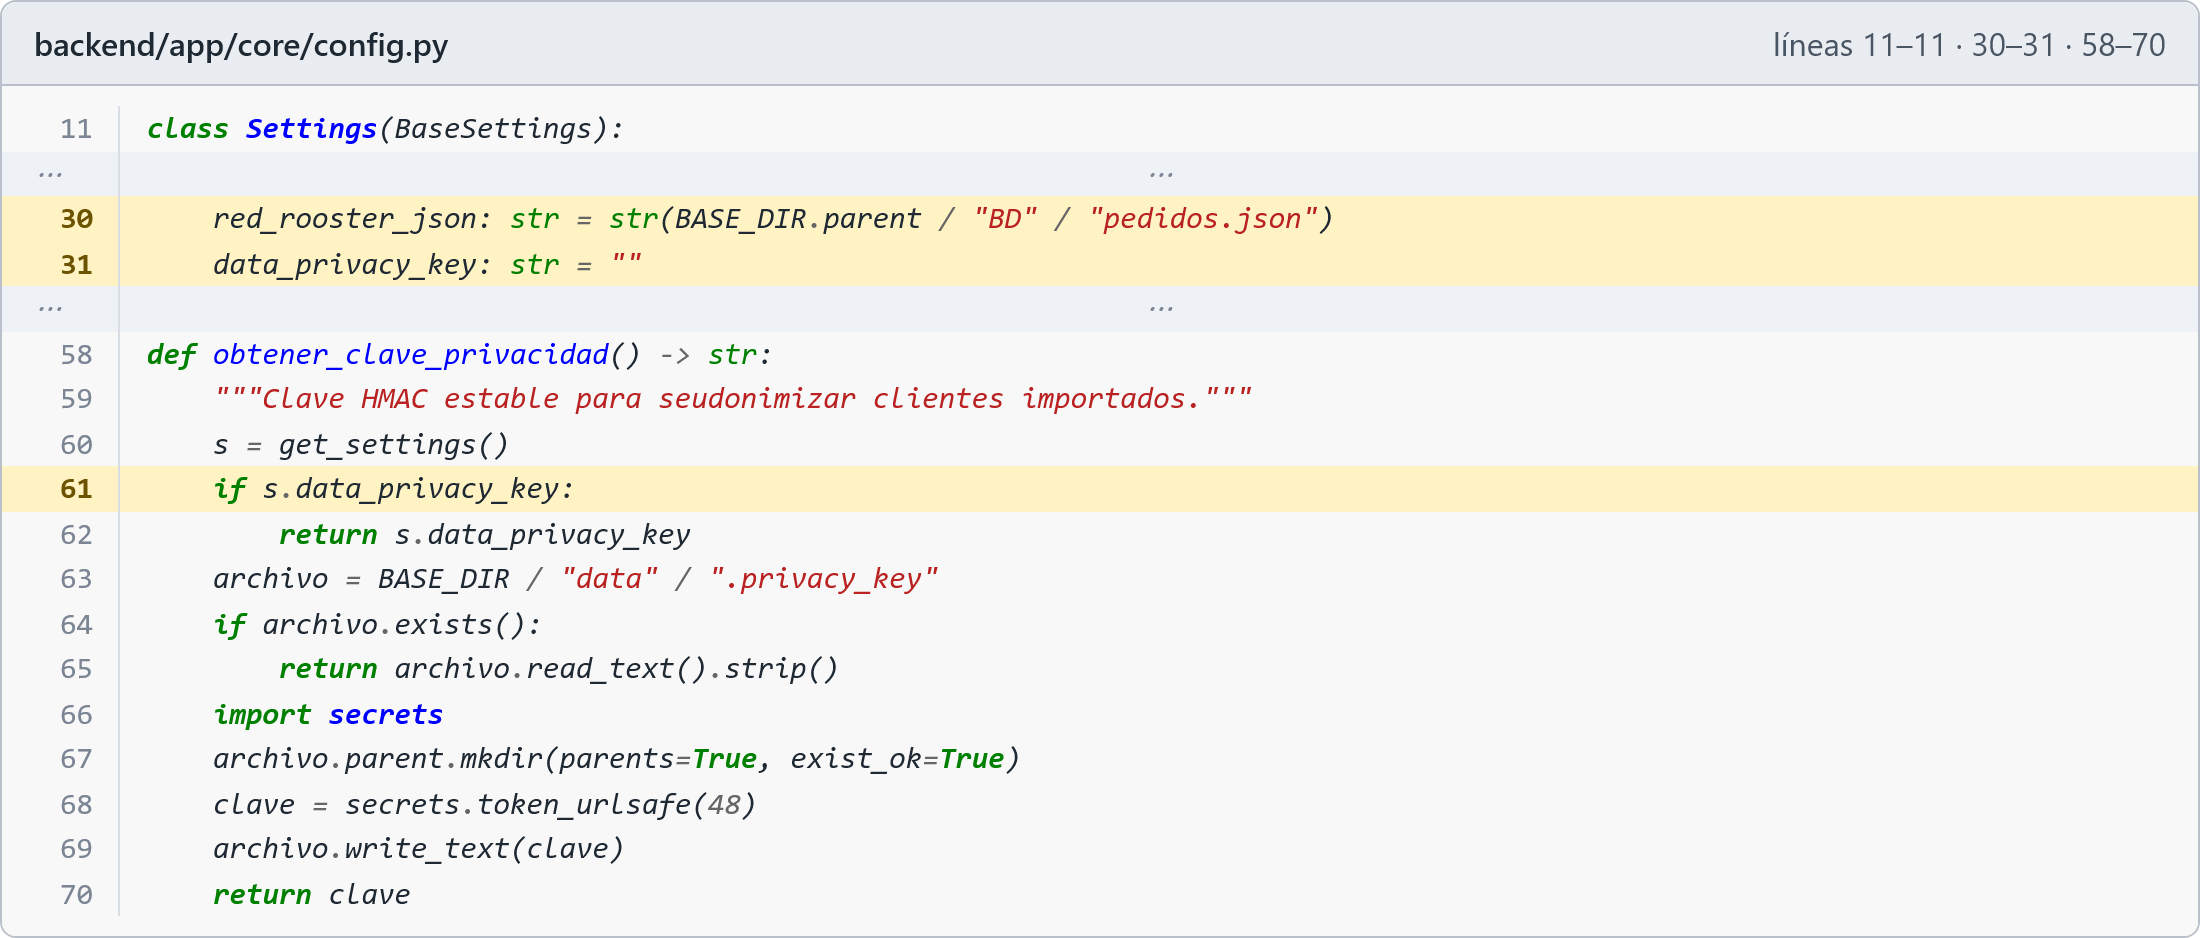 backend/app/core/config.py
líneas 11–11 · 30–31 · 58–70
11 class Settings(BaseSettings):
... ...
30     red_rooster_json: str = str(BASE_DIR.parent / "BD" / "pedidos.json")
31     data_privacy_key: str = ""
... ...
58 def obtener_clave_privacidad() -> str:
59     """Clave HMAC estable para seudonimizar clientes importados."""
60     s = get_settings()
61     if s.data_privacy_key:
62         return s.data_privacy_key
63     archivo = BASE_DIR / "data" / ".privacy_key"
64     if archivo.exists():
65         return archivo.read_text().strip()
66     import secrets
67     archivo.parent.mkdir(parents=True, exist_ok=True)
68     clave = secrets.token_urlsafe(48)
69     archivo.write_text(clave)
70     return clave